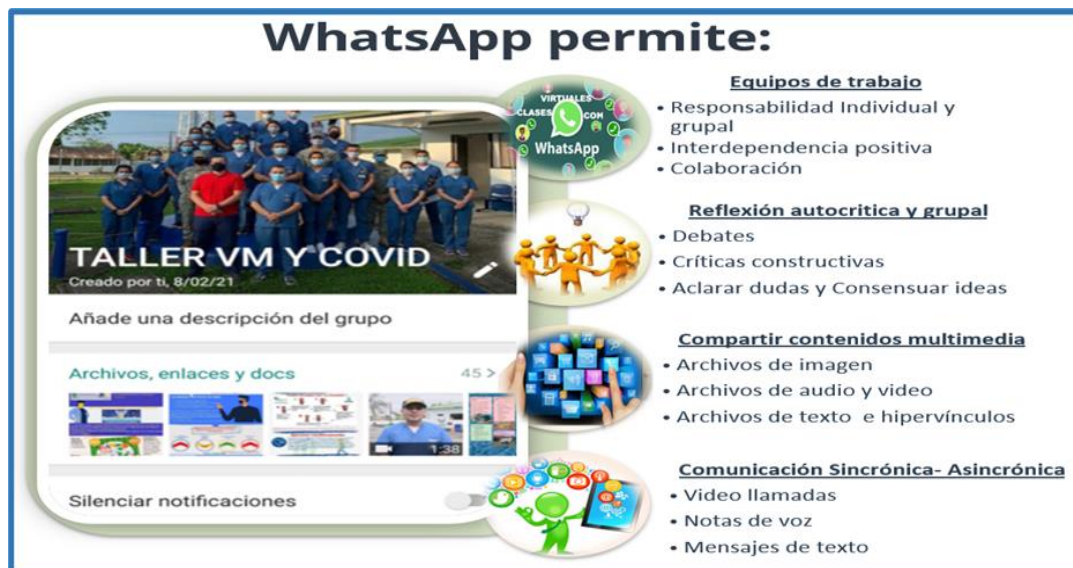 WhatsApp permite:
TALLER VM Y COVID
Creado por ti, 8/02/21
Añade una descripción del grupo
Archivos, enlaces y docs
45 >
1:38
Silenciar notificaciones
VIRTUALES
CLASES
COM
WhatsApp
Equipos de trabajo
• Responsabilidad Individual y
grupal
• Interdependencia positiva
• Colaboración
Reflexión autocritica y grupal
• Debates
• Críticas constructivas
• Aclarar dudas y Consensuar ideas
Compartir contenidos multimedia
• Archivos de imagen
• Archivos de audio y video
• Archivos de texto e hipervínculos
Comunicación Sincrónica- Asincrónica
• Video llamadas
• Notas de voz
• Mensajes de texto